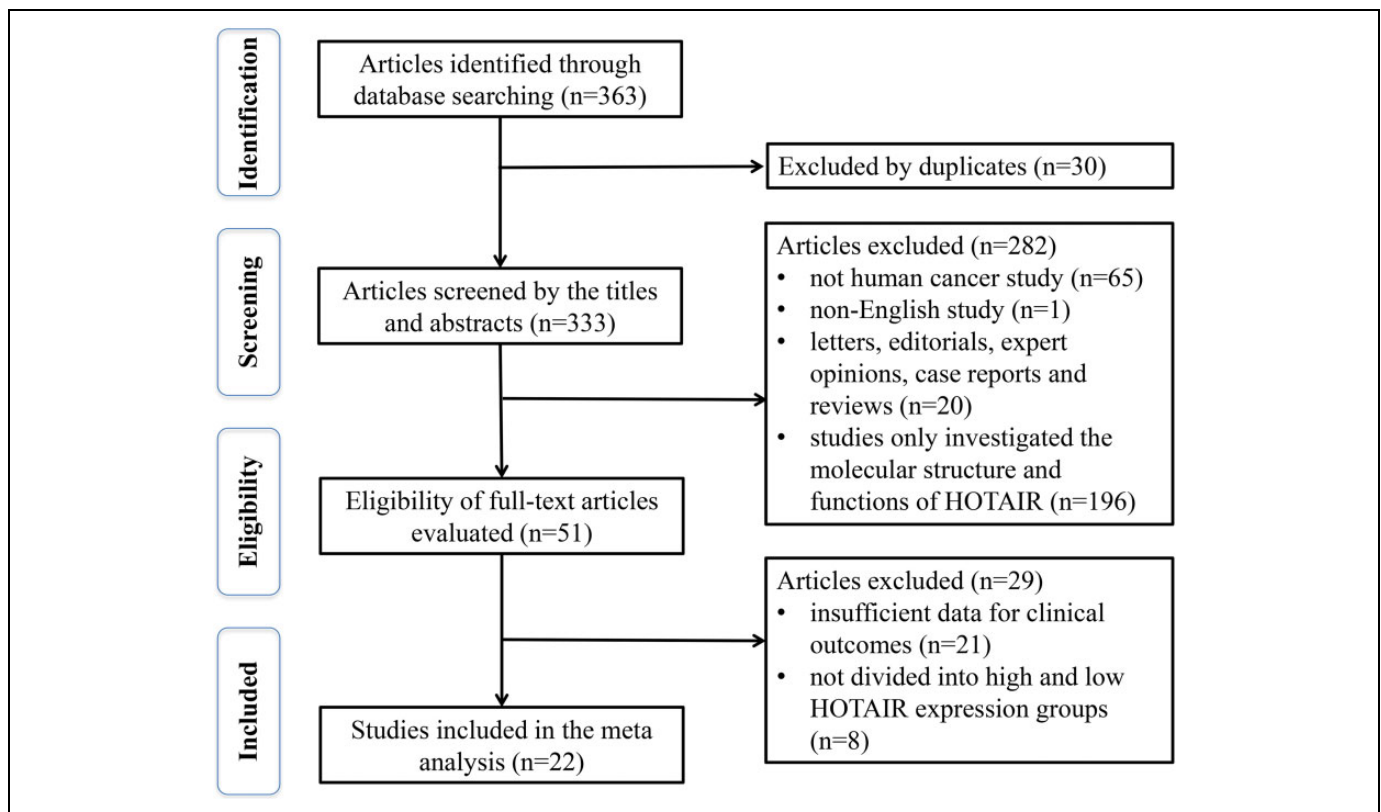 Identification
Articles identified through
database searching (n=363)
Excluded by duplicates (n=30)
Screening
Articles screened by the titles
and abstracts (n=333)
Articles excluded (n=282)
• not human cancer study (n=65)
• non-English study (n=1)
• letters, editorials, expert
opinions, case reports and
reviews (n=20)
• studies only investigated the
molecular structure and
functions of HOTAIR (n=196)
Eligibility
Eligibility of full-text articles
evaluated (n=51)
Articles excluded (n=29)
• insufficient data for clinical
outcomes (n=21)
• not divided into high and low
HOTAIR expression groups
(n=8)
Included
Studies included in the meta
analysis (n=22)